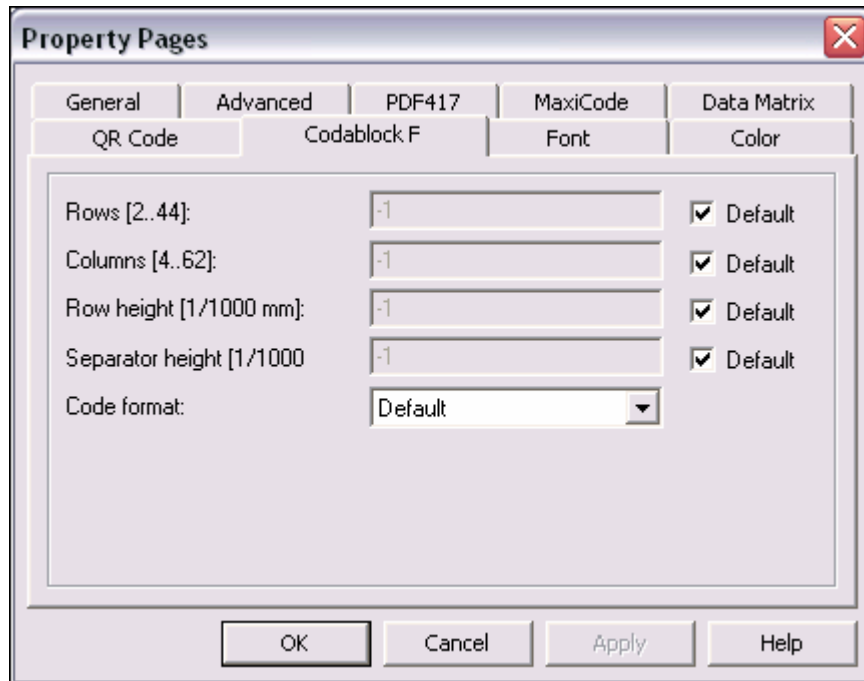 Property Pages
General Advanced PDF417 MaxiCode Data Matrix
QR Code Codablock F Font Color
Rows [2..44]: -1 Default
Columns [4..62]: -1 Default
Row height [1/1000 mm]: -1 Default
Separator height [1/1000 -1 Default
Code format: Default
OK Cancel Apply Help